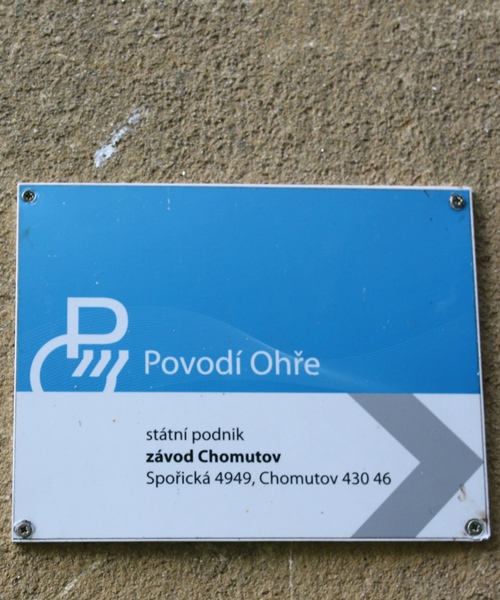 Povodí Ohře
státní podnik
závod Chomutov
Spořická 4949, Chomutov 430 46